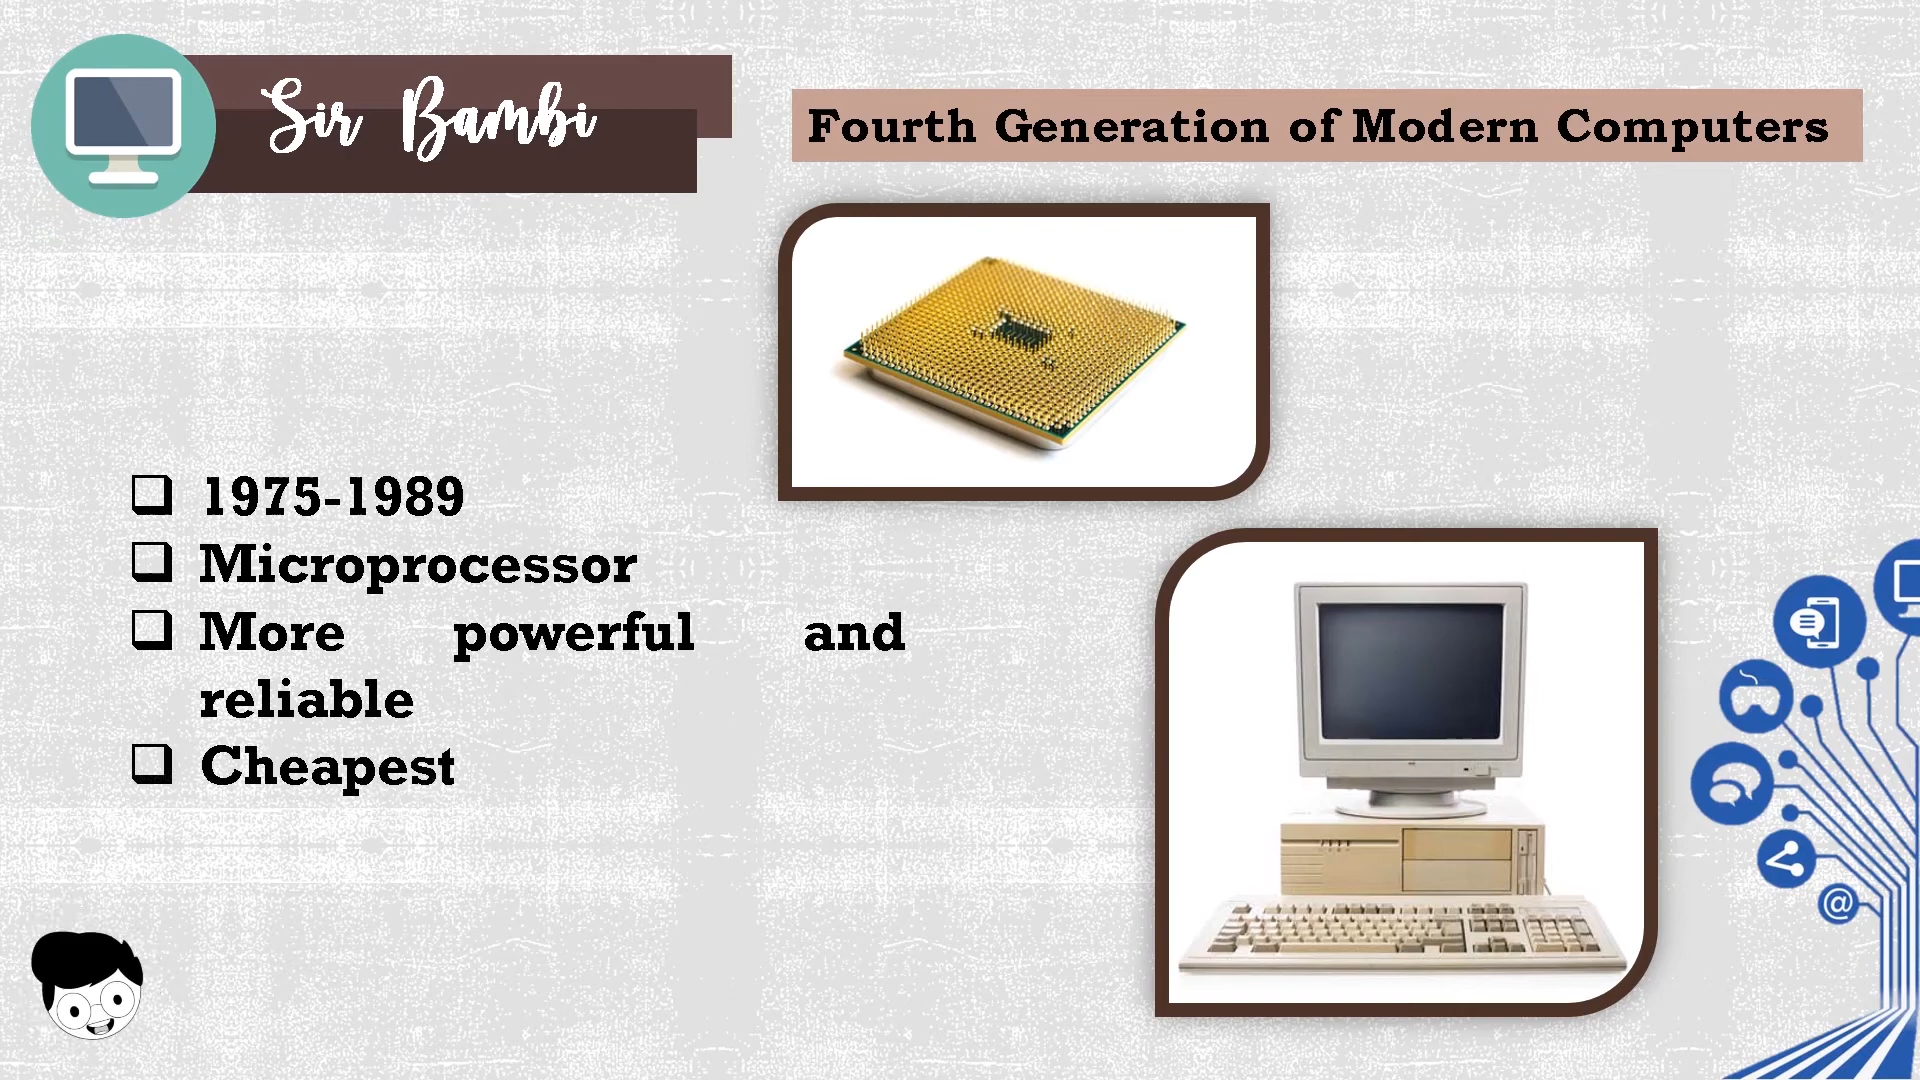 Sir Bambi
Fourth Generation of Modern Computers
1975-1989
Microprocessor
More powerful and
reliable
Cheapest
@